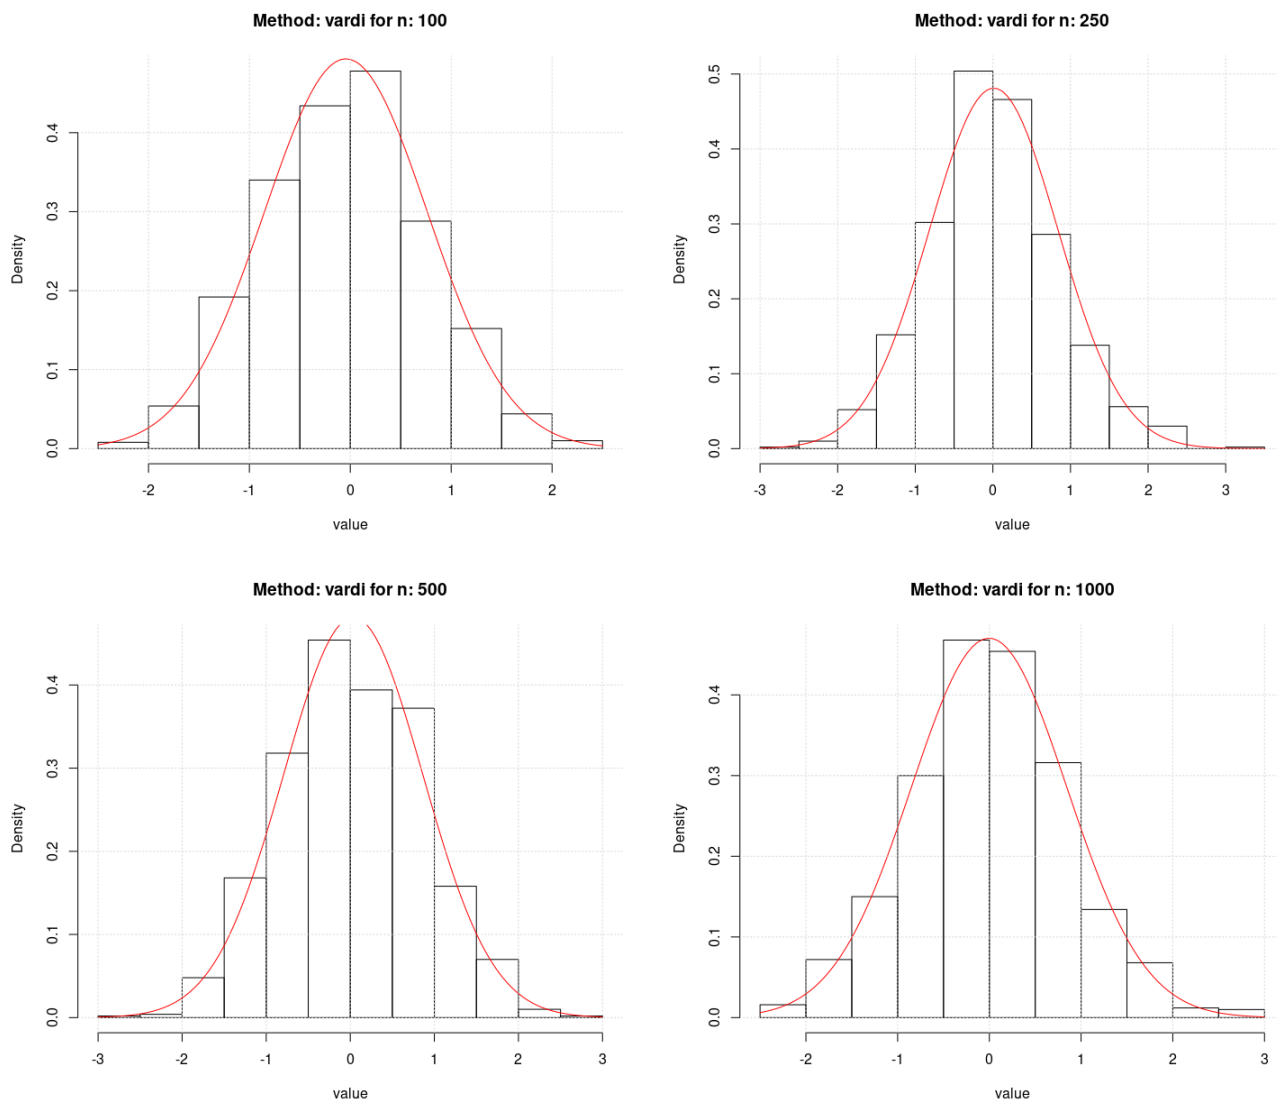 Method: vardi for n: 100
Density
0.0 0.1 0.2 0.3 0.4
-2 -1 0 1 2
value
Method: vardi for n: 250
Density
0.0 0.1 0.2 0.3 0.4 0.5
-3 -2 -1 0 1 2 3
value
Method: vardi for n: 500
Density
0.0 0.1 0.2 0.3 0.4
-3 -2 -1 0 1 2 3
value
Method: vardi for n: 1000
Density
0.0 0.1 0.2 0.3 0.4
-2 -1 0 1 2 3
value